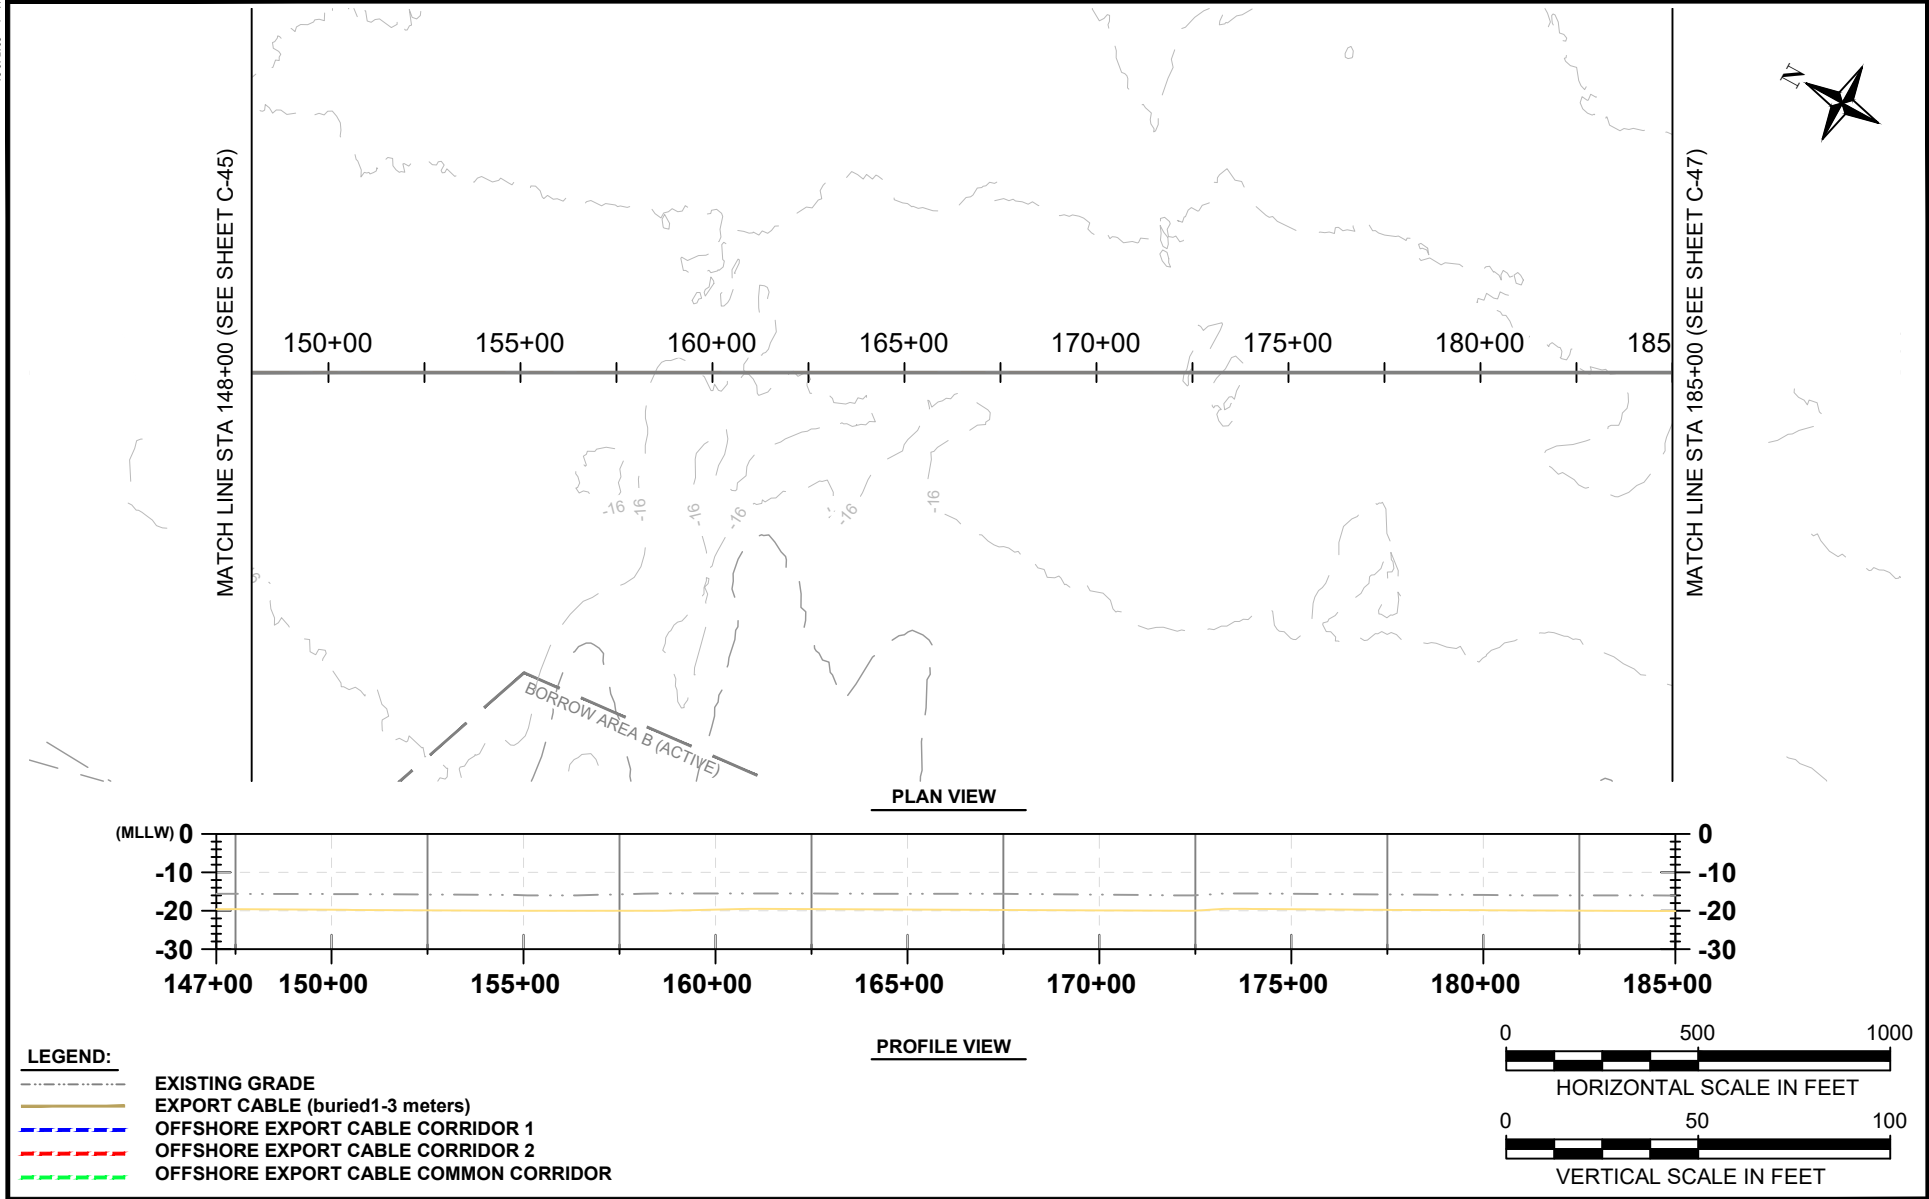 N
MATCH LINE STA 148+00 (SEE SHEET C-45)
MATCH LINE STA 185+00 (SEE SHEET C-47)
150+00 155+00 160+00 165+00 170+00 175+00 180+00 185
-16 -16 -16 -16 -16 -16
BORROW AREA B (ACTIVE)
PLAN VIEW
(MLLW) 0 0
-10 -10
-20 -20
-30 -30
147+00 150+00 155+00 160+00 165+00 170+00 175+00 180+00 185+00
PROFILE VIEW
LEGEND:
EXISTING GRADE
EXPORT CABLE (buried1-3 meters)
OFFSHORE EXPORT CABLE CORRIDOR 1
OFFSHORE EXPORT CABLE CORRIDOR 2
OFFSHORE EXPORT CABLE COMMON CORRIDOR
0 500 1000
HORIZONTAL SCALE IN FEET
0 50 100
VERTICAL SCALE IN FEET